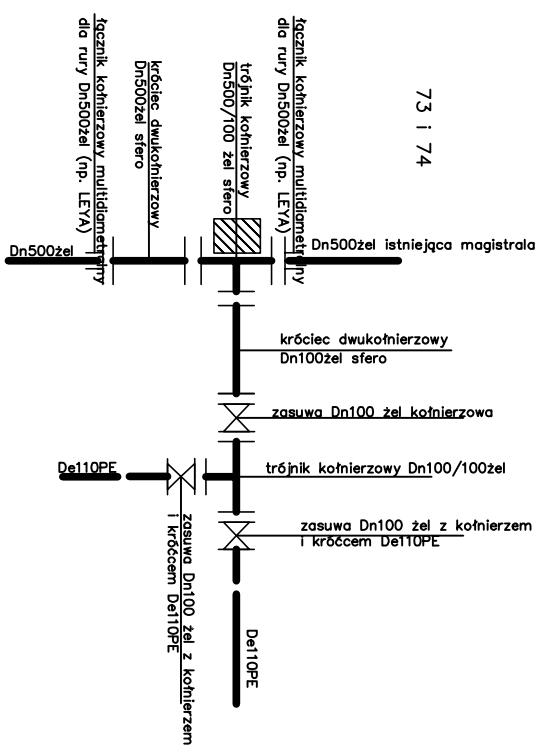 73 i 74
łącznik kołnierzowy multidiametralny
dla rury Dn500żel (np. LEYA)
króciec dwukołnierzowy
Dn500żel sfero
trójnik kołnierzowy
Dn500/100 żel sfero
łącznik kołnierzowy multidiametralny
dla rury Dn500żel (np. LEYA)
Dn500żel
Dn500żel istniejąca magistrala
króciec dwukołnierzowy
Dn100żel sfero
zasuwa Dn100 żel kołnierzowa
De110PE
trójnik kołnierzowy Dn100/100żel
zasuwa Dn100 żel z kołnierzem
i króćcem De110PE
zasuwa Dn100 żel z kołnierzem
i króćcem De110PE
De110PE